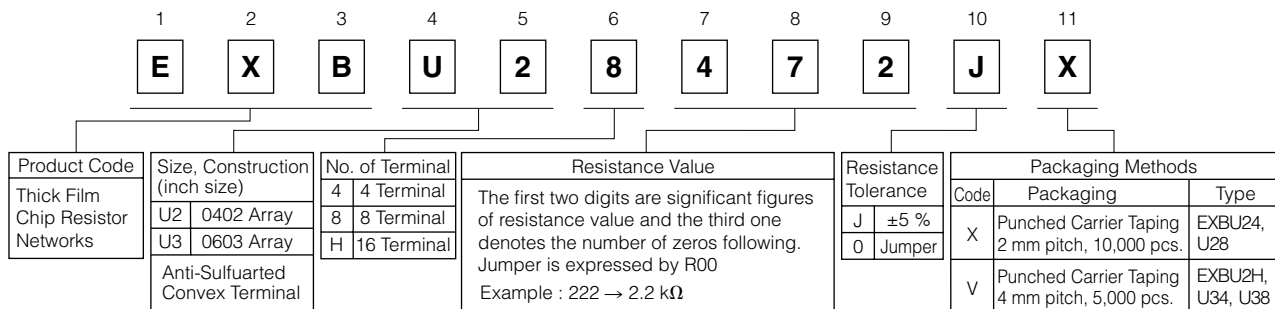 1 2 3 4 5 6 7 8 9 10 11
E X B U 2 8 4 7 2 J X
Product Code
Thick Film
Chip Resistor
Networks
Size, Construction
(inch size)
U2 0402 Array
U3 0603 Array
Anti-Sulfuarted
Convex Terminal
No. of Terminal
4 4 Terminal
8 8 Terminal
H 16 Terminal
Resistance Value
The first two digits are significant figures
of resistance value and the third one
denotes the number of zeros following.
Jumper is expressed by R00
Example : 222 → 2.2 kΩ
Resistance
Tolerance
J ±5 %
0 Jumper
Packaging Methods
Code Packaging Type
X Punched Carrier Taping
2 mm pitch, 10,000 pcs.
EXBU24,
U28
V Punched Carrier Taping
4 mm pitch, 5,000 pcs.
EXBU2H,
U34, U38